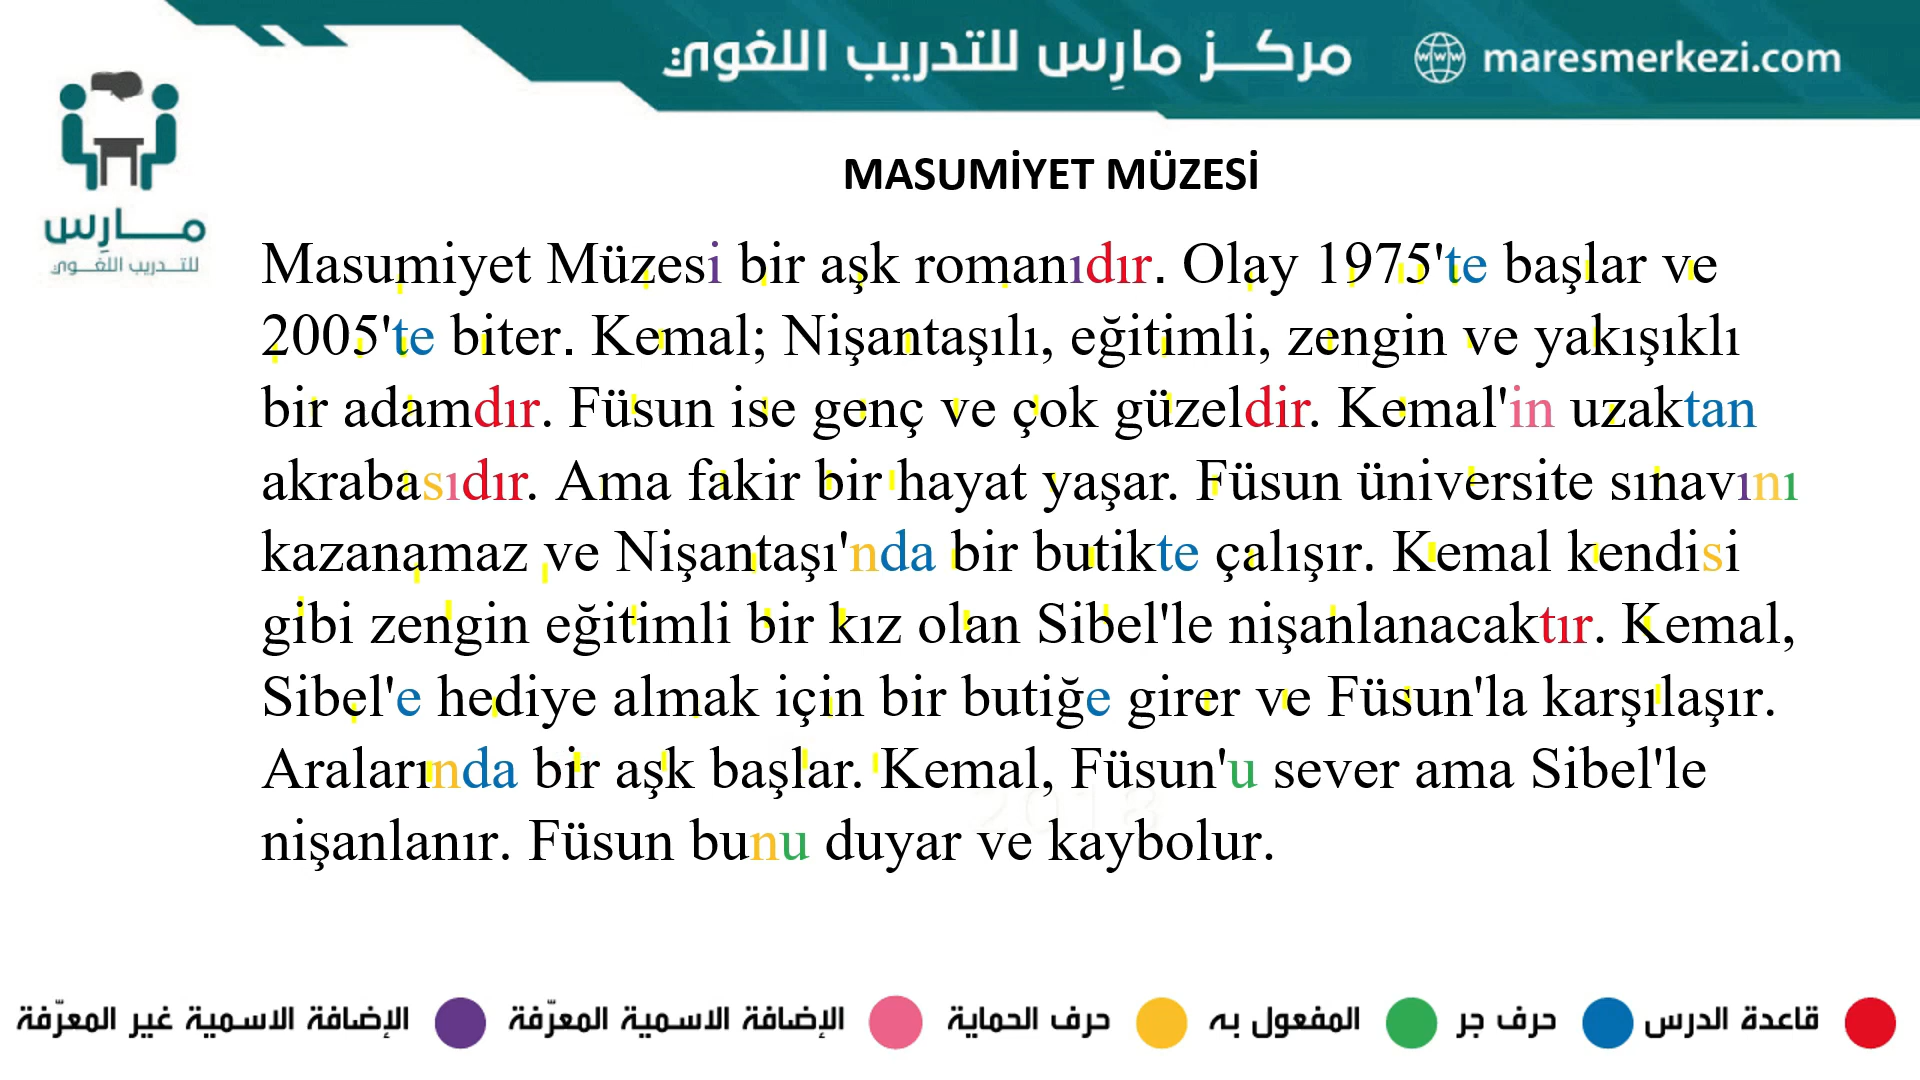 مركـــز مارِس للتدريب اللغوي
www
maresmerkezi.com
مـــارِس
للتــدريب اللغــوي
MASUMİYET MÜZESİ
Masumiyet Müzesi bir aşk romanıdır. Olay 1975'te başlar ve
2005'te biter. Kemal; Nişantaşılı, eğitimli, zengin ve yakışıklı
bir adamdır. Füsun ise genç ve çok güzeldir. Kemal'in uzaktan
akrabasıdır. Ama fakir bir hayat yaşar. Füsun üniversite sınavını
kazanamaz ve Nişantaşı'nda bir butikte çalışır. Kemal kendisi
gibi zengin eğitimli bir kız olan Sibel'le nişanlanacaktır. Kemal,
Sibel'e hediye almak için bir butiğe girer ve Füsun'la karşılaşır.
Aralarında bir aşk başlar. Kemal, Füsun'u sever ama Sibel'le
nişanlanır. Füsun bunu duyar ve kaybolur.
قاعدة الدرس
حرف جر
المفعول به
حرف الحماية
الإضافة الاسمية المعرّفة
الإضافة الاسمية غير المعرّفة